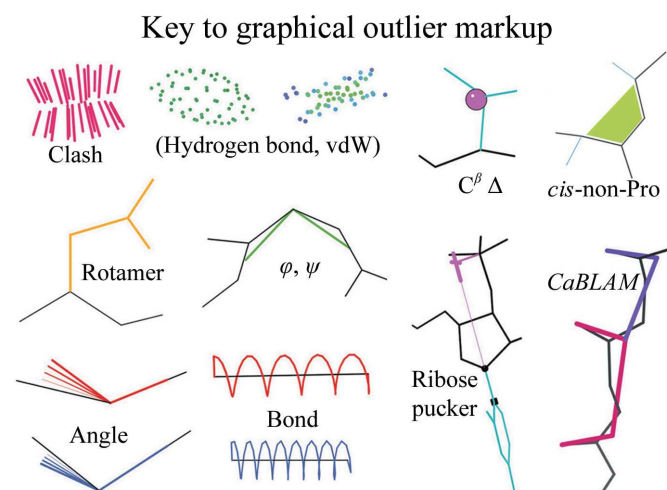 Key to graphical outlier markup
Clash
(Hydrogen bond, vdW)
Cβ Δ
cis-non-Pro
Rotamer
φ, ψ
CaBLAM
Ribose
pucker
Angle
Bond